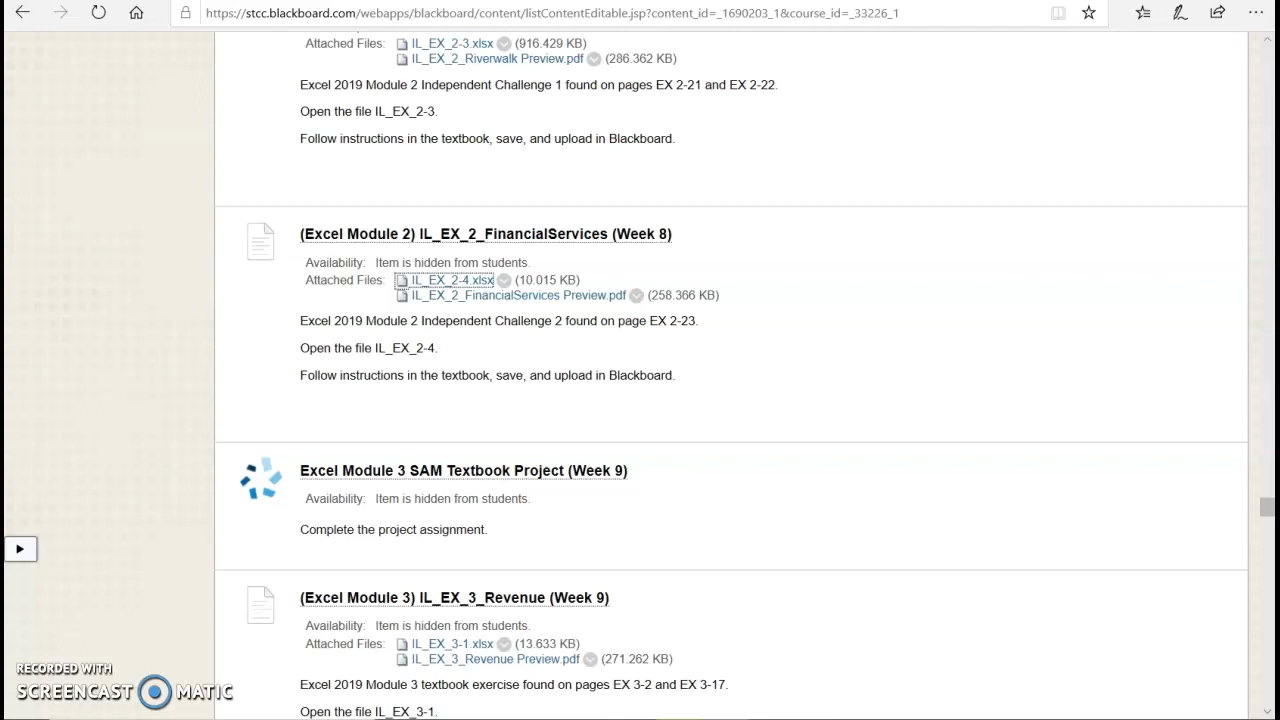 https://stcc.blackboard.com/webapps/blackboard/content/listContentEditable.jsp?content_id=_1690203_1&course_id=_33226_1
Attached Files: IL_EX_2-3.xlsx (916.429 KB)
IL_EX_2_Riverwalk Preview.pdf (286.362 KB)
Excel 2019 Module 2 Independent Challenge 1 found on pages EX 2-21 and EX 2-22.
Open the file IL_EX_2-3.
Follow instructions in the textbook, save, and upload in Blackboard.
(Excel Module 2) IL_EX_2_FinancialServices (Week 8)
Availability: Item is hidden from students.
Attached Files: IL_EX_2-4.xlsx (10.015 KB)
IL_EX_2_FinancialServices Preview.pdf (258.366 KB)
Excel 2019 Module 2 Independent Challenge 2 found on page EX 2-23.
Open the file IL_EX_2-4.
Follow instructions in the textbook, save, and upload in Blackboard.
Excel Module 3 SAM Textbook Project (Week 9)
Availability: Item is hidden from students.
Complete the project assignment.
(Excel Module 3) IL_EX_3_Revenue (Week 9)
Availability: Item is hidden from students.
Attached Files: IL_EX_3-1.xlsx (13.633 KB)
IL_EX_3_Revenue Preview.pdf (271.262 KB)
Excel 2019 Module 3 textbook exercise found on pages EX 3-2 and EX 3-17.
Open the file IL_EX_3-1.
RECORDED WITH
SCREENCAST MATIC